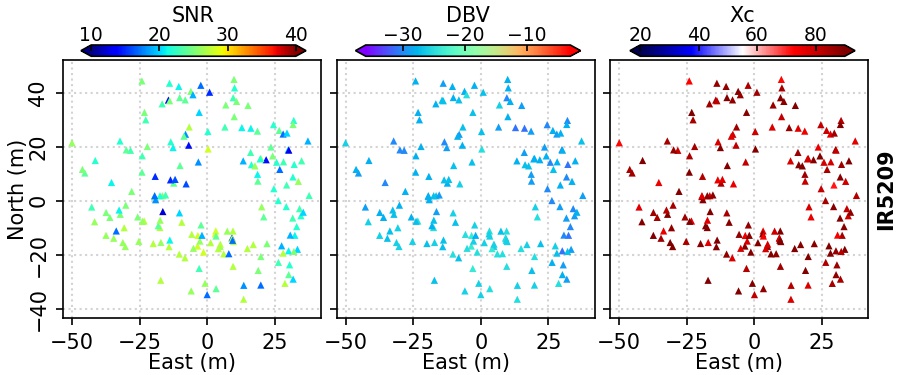 SNR DBV Xc
10 20 30 40 −30 −20 −10 20 40 60 80
40
20
0
−20
−40
North (m)
IR5209
−50 −25 0 25 −50 −25 0 25 −50 −25 0 25
East (m) East (m) East (m)